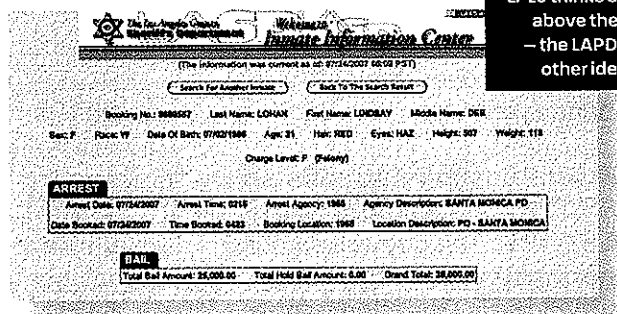 LP to thinks
above the
– the LAPD
other ide
The Los Angeles County
Sheriff's Department
Welcome to
Inmate Information Center
(The information was current as of: 07/24/2007 08:03 PST)
Search For Another Inmate
Back To The Search Result
Last Name: LOHAN First Name: LINDSAY Middle Name: DEE
Sex: F Race: W Date Of Birth: 07/02/1986 Age: 21 Hair: RED Eyes: HAZ Height: 507 Weight: 118
Charge Level: F (Felony)
ARREST
Arrest Date: 07/24/2007 Arrest Time: 0215 Arrest Agency: 1968 Agency Description: SANTA MONICA PD
Date Booked: 07/24/2007 Time Booked: 0423 Booking Location: 1968 Location Description: PD - SANTA MONICA
BAIL
Total Bail Amount: 25,000.00 Total Hold Bail Amount: 0.00 Grand Total: 25,000.00